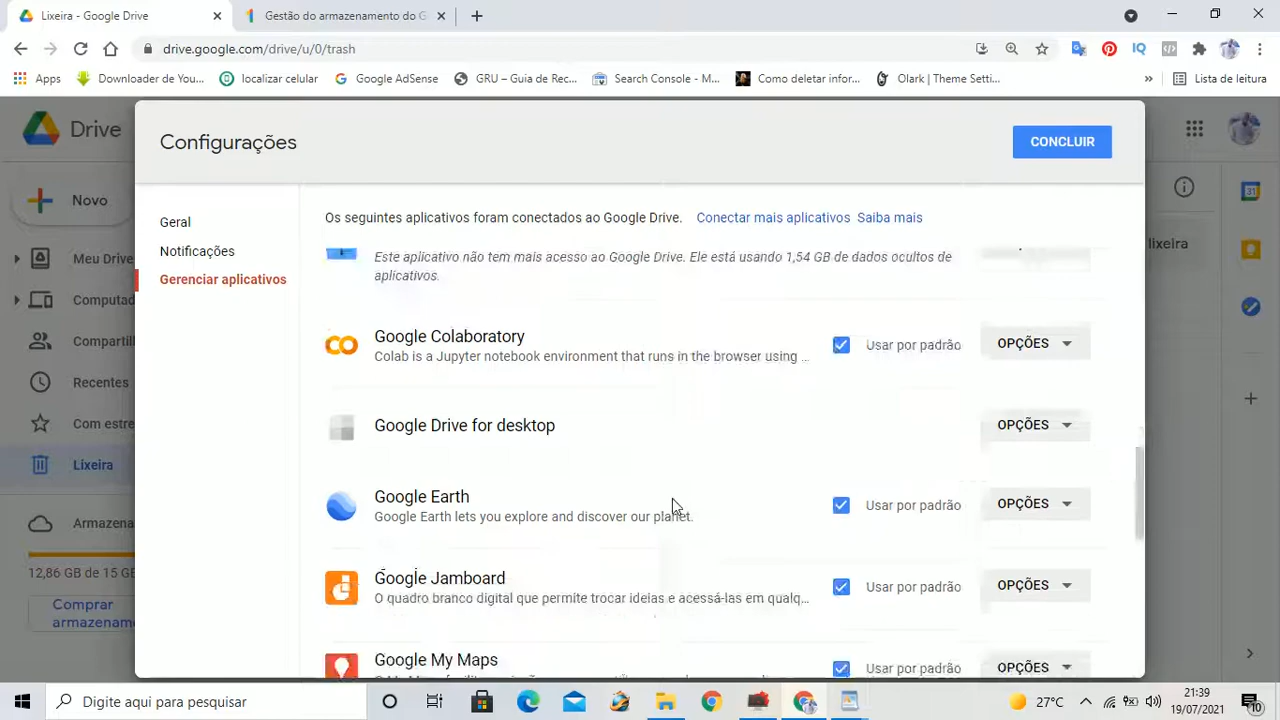 Lixeira - Google Drive
Gestão do armazenamento do G
drive.google.com/drive/u/0/trash
Apps
Downloader de You...
localizar celular
Google AdSense
GRU – Guia de Rec...
Search Console - M...
Como deletar infor...
Olark | Theme Setti...
»
Lista de leitura
Drive
Configurações
CONCLUIR
Novo
Geral
Os seguintes aplicativos foram conectados ao Google Drive. Conectar mais aplicativos Saiba mais
Notificações
lixeira
Meu Drive
Este aplicativo não tem mais acesso ao Google Drive. Ele está usando 1,54 GB de dados ocultos de
aplicativos.
Gerenciar aplicativos
Computad
Compartil
Google Colaboratory
Colab is a Jupyter notebook environment that runs in the browser using ...
Usar por padrão
OPÇÕES
Recentes
Com estre
Google Drive for desktop
OPÇÕES
Lixeira
Google Earth
Google Earth lets you explore and discover our planet.
Usar por padrão
OPÇÕES
Armazena
12,86 GB de 15 GB
Google Jamboard
O quadro branco digital que permite trocar ideias e acessá-las em qualq...
Usar por padrão
OPÇÕES
Comprar
armazenam
Google My Maps
Usar por padrão
OPÇÕES
Digite aqui para pesquisar
27°C
21:39
19/07/2021
10